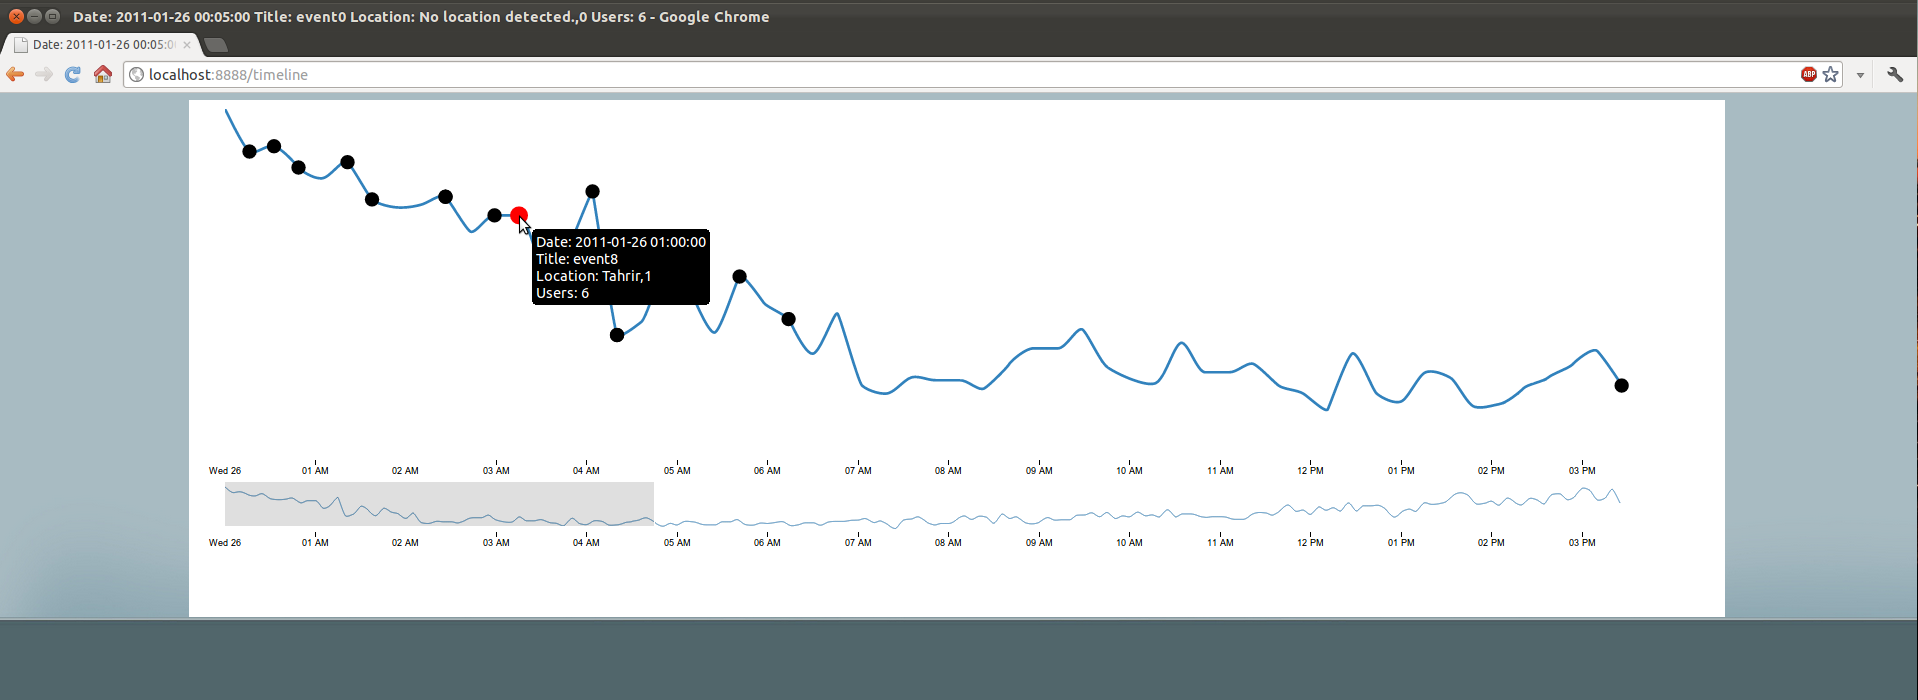 Date: 2011-01-26 00:05:00 Title: event0 Location: No location detected.,0 Users: 6 - Google Chrome
Date: 2011-01-26 00:05:0
localhost:8888/timeline
ABP
Date: 2011-01-26 01:00:00
Title: event8
Location: Tahrir,1
Users: 6
Wed 26 01 AM 02 AM 03 AM 04 AM 05 AM 06 AM 07 AM 08 AM 09 AM 10 AM 11 AM 12 PM 01 PM 02 PM 03 PM
Wed 26 01 AM 02 AM 03 AM 04 AM 05 AM 06 AM 07 AM 08 AM 09 AM 10 AM 11 AM 12 PM 01 PM 02 PM 03 PM